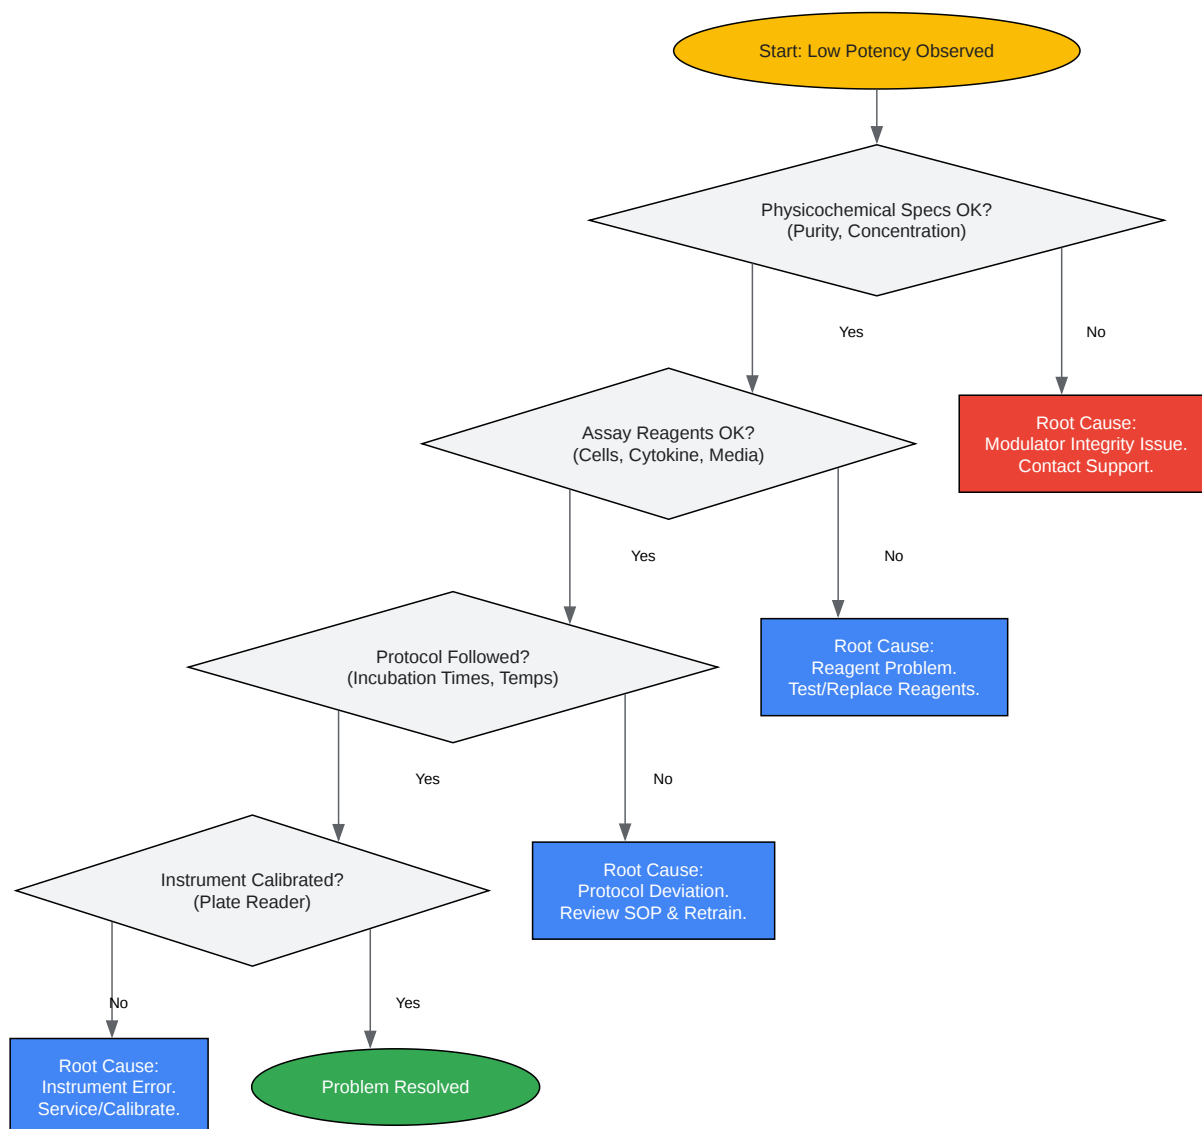 Start: Low Potency Observed
Physicochemical Specs OK?
(Purity, Concentration)
Yes
No
Assay Reagents OK?
(Cells, Cytokine, Media)
Root Cause:
Modulator Integrity Issue.
Contact Support.
Yes
No
Protocol Followed?
(Incubation Times, Temps)
Root Cause:
Reagent Problem.
Test/Replace Reagents.
Yes
No
Instrument Calibrated?
(Plate Reader)
Root Cause:
Protocol Deviation.
Review SOP & Retrain.
No
Yes
Root Cause:
Instrument Error.
Service/Calibrate.
Problem Resolved